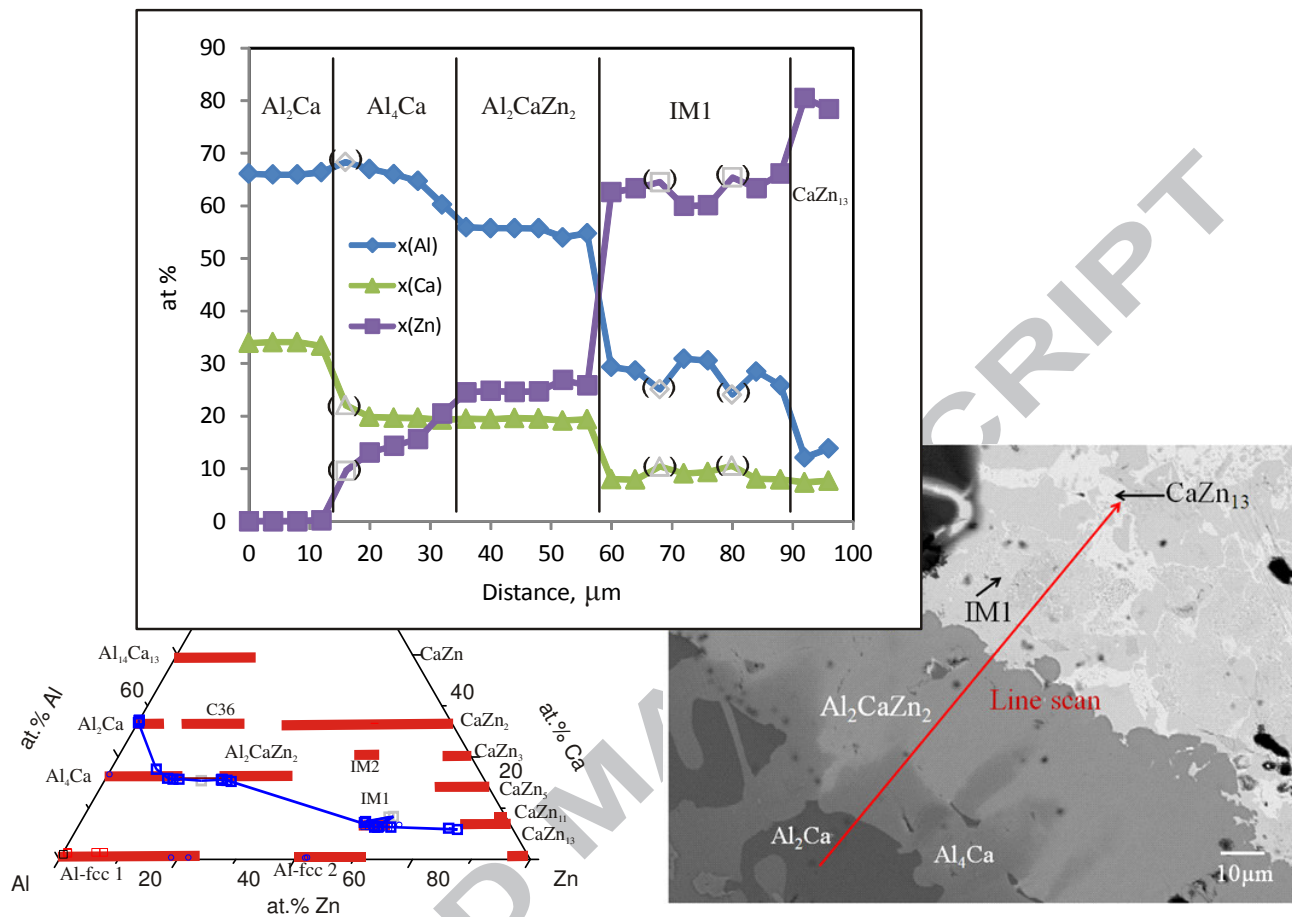 90
80
70
60
50
40
30
20
10
0
at %
Al₂Ca
Al₄Ca
Al₂CaZn₂
IM1
CaZn₁₃
( )
( )
( )
x(Al)
x(Ca)
x(Zn)
( )
( )
( )
( )
( )
( )
0 10 20 30 40 50 60 70 80 90 100
Distance, μm
Al₁₄Ca₁₃
CaZn
60
40
at.% Al
at.% Ca
Al₂Ca
C36
CaZn₂
Al₂CaZn₂
CaZn₃
IM2
20
Al₄Ca
CaZn₅
IM1
CaZn₁₁
CaZn₁₃
Al
Al-fcc 1
20
40
Al-fcc 2
60
80
Zn
at.% Zn
CaZn₁₃
IM1
Al₂CaZn₂
Line scan
Al₂Ca
Al₄Ca
10μm
D MA
CRIPT